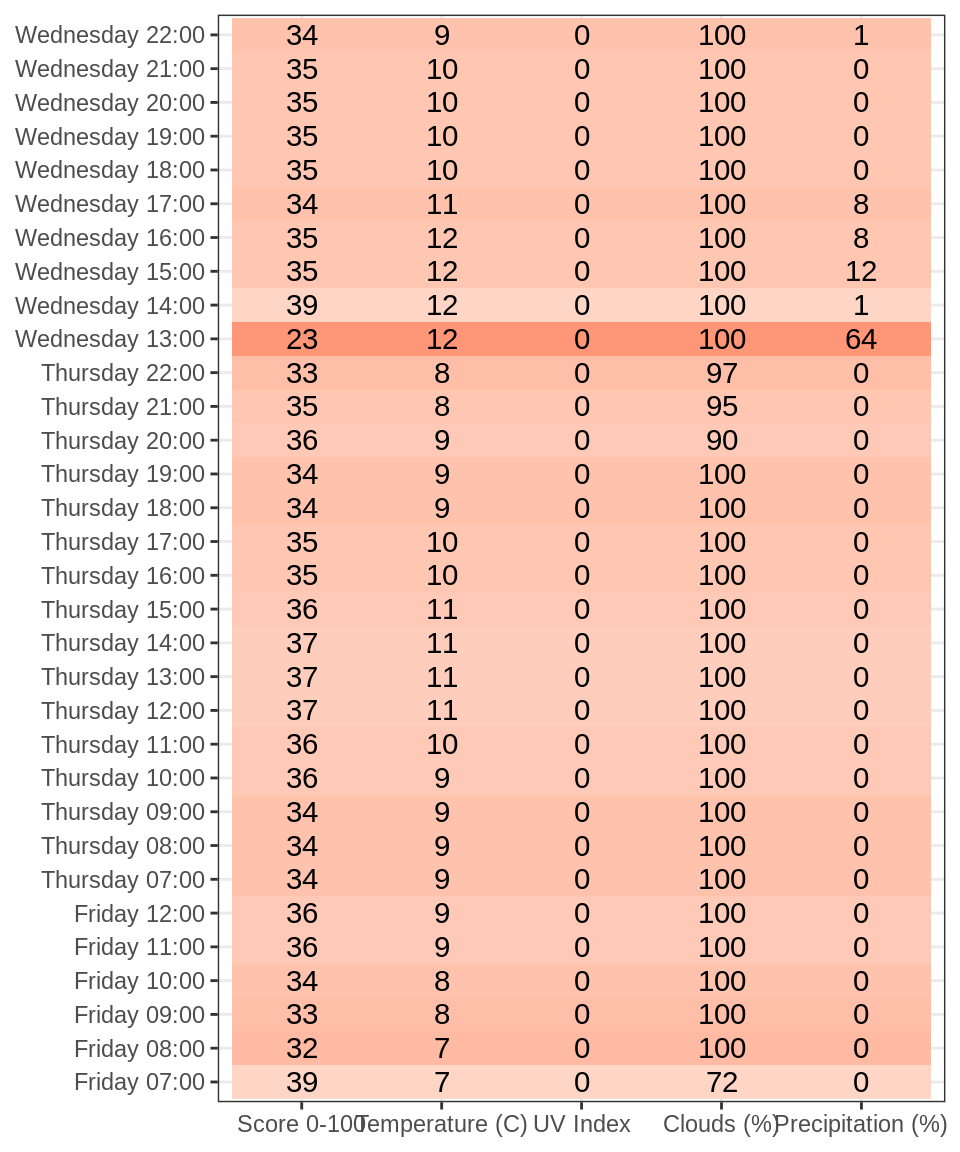 Wednesday 22:00 34 9 0 100 1
Wednesday 21:00 35 10 0 100 0
Wednesday 20:00 35 10 0 100 0
Wednesday 19:00 35 10 0 100 0
Wednesday 18:00 35 10 0 100 0
Wednesday 17:00 34 11 0 100 8
Wednesday 16:00 35 12 0 100 8
Wednesday 15:00 35 12 0 100 12
Wednesday 14:00 39 12 0 100 1
Wednesday 13:00 23 12 0 100 64
Thursday 22:00 33 8 0 97 0
Thursday 21:00 35 8 0 95 0
Thursday 20:00 36 9 0 90 0
Thursday 19:00 34 9 0 100 0
Thursday 18:00 34 9 0 100 0
Thursday 17:00 35 10 0 100 0
Thursday 16:00 35 10 0 100 0
Thursday 15:00 36 11 0 100 0
Thursday 14:00 37 11 0 100 0
Thursday 13:00 37 11 0 100 0
Thursday 12:00 37 11 0 100 0
Thursday 11:00 36 10 0 100 0
Thursday 10:00 36 9 0 100 0
Thursday 09:00 34 9 0 100 0
Thursday 08:00 34 9 0 100 0
Thursday 07:00 34 9 0 100 0
Friday 12:00 36 9 0 100 0
Friday 11:00 36 9 0 100 0
Friday 10:00 34 8 0 100 0
Friday 09:00 33 8 0 100 0
Friday 08:00 32 7 0 100 0
Friday 07:00 39 7 0 72 0
Score 0-100 Temperature (C) UV Index Clouds (%) Precipitation (%)